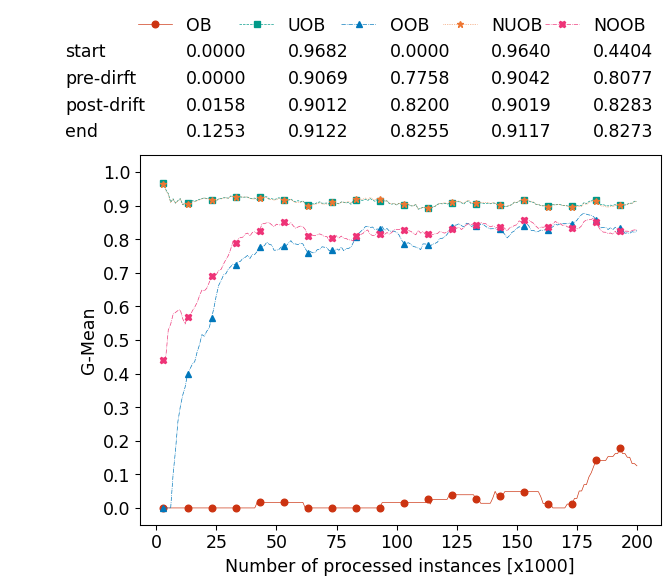 OB UOB OOB NUOB NOOB
start 0.0000 0.9682 0.0000 0.9640 0.4404
pre-dirft 0.0000 0.9069 0.7758 0.9042 0.8077
post-drift 0.0158 0.9012 0.8200 0.9019 0.8283
end 0.1253 0.9122 0.8255 0.9117 0.8273
1.0
0.9
0.8
0.7
0.6
0.5
0.4
0.3
0.2
0.1
0.0
G-Mean
0 25 50 75 100 125 150 175 200
Number of processed instances [x1000]